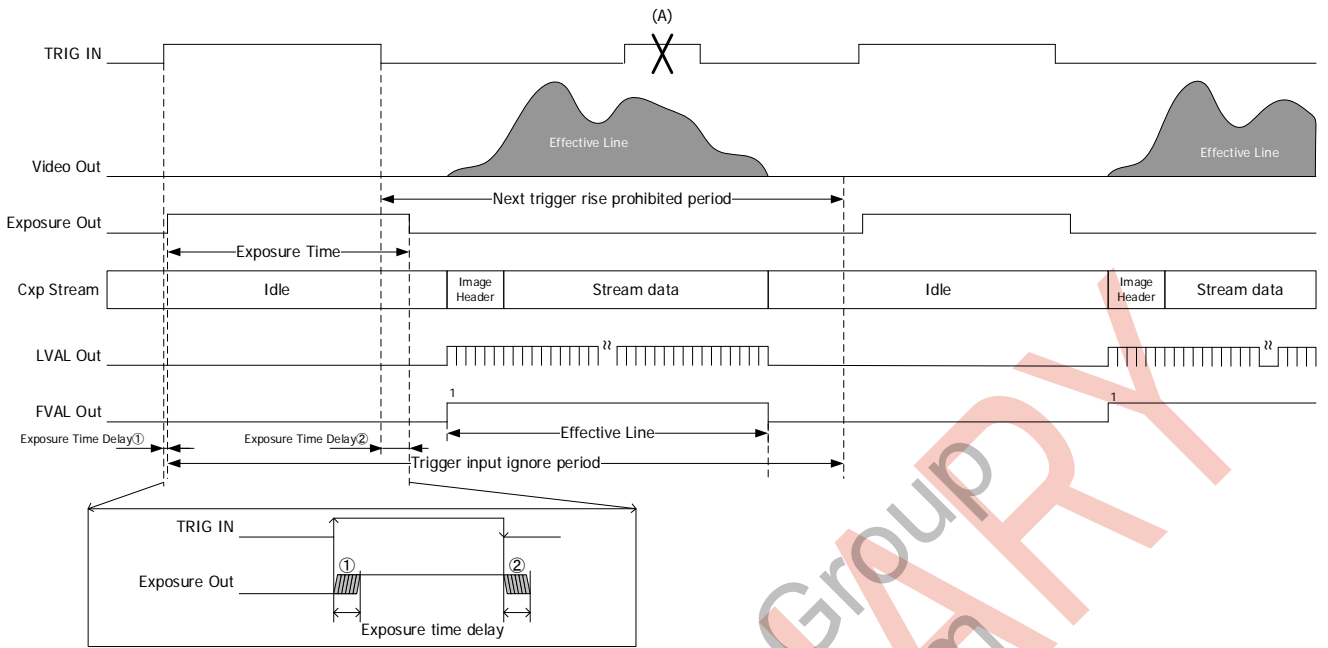 (A)
TRIG IN
Effective Line
Effective Line
Video Out
Next trigger rise prohibited period
Exposure Out
Exposure Time
Cxp Stream
Idle
Image
Header
Stream data
Idle
Image
Header
Stream data
LVAL Out
≈
≈
1
1
FVAL Out
Effective Line
Exposure Time Delay①
Exposure Time Delay②
Trigger input ignore period
TRIG IN
①
②
Exposure Out
Exposure time delay
Group
ARY